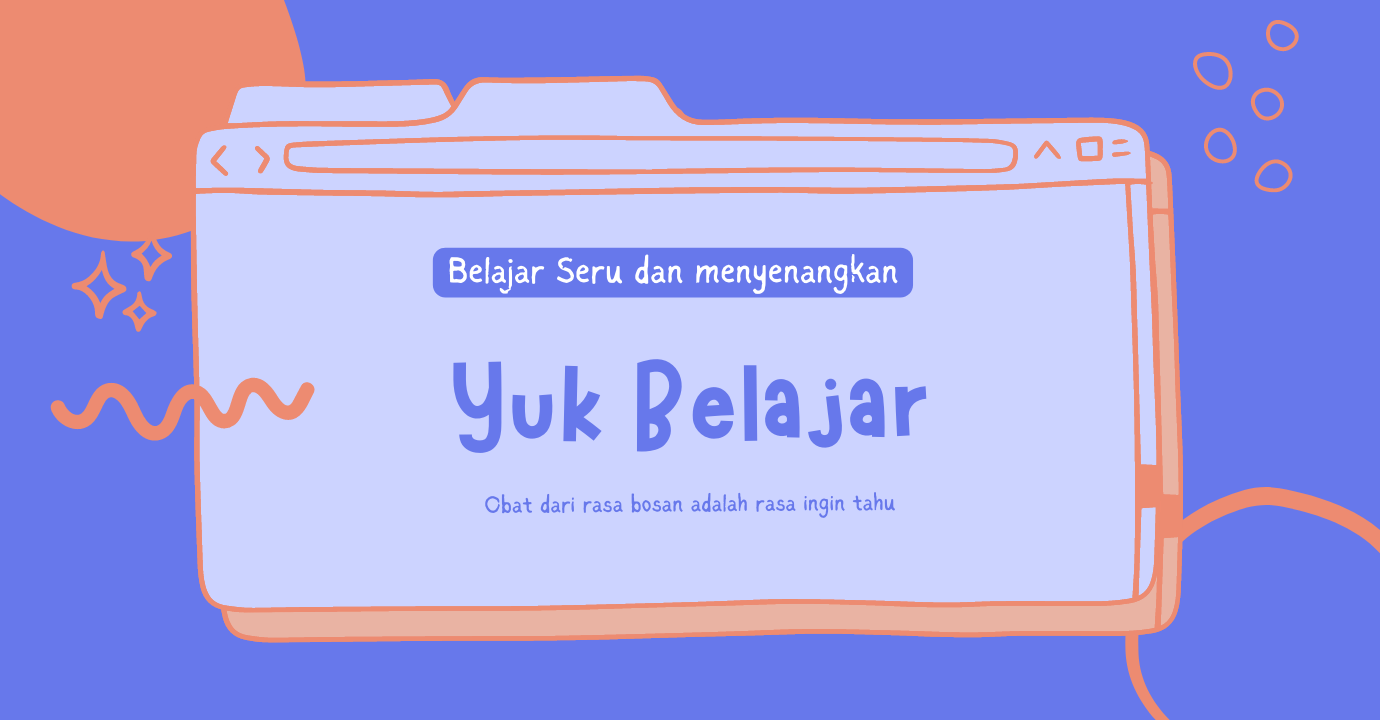 Belajar Seru dan menyenangkan
Yuk Belajar
Obat dari rasa bosan adalah rasa ingin tahu